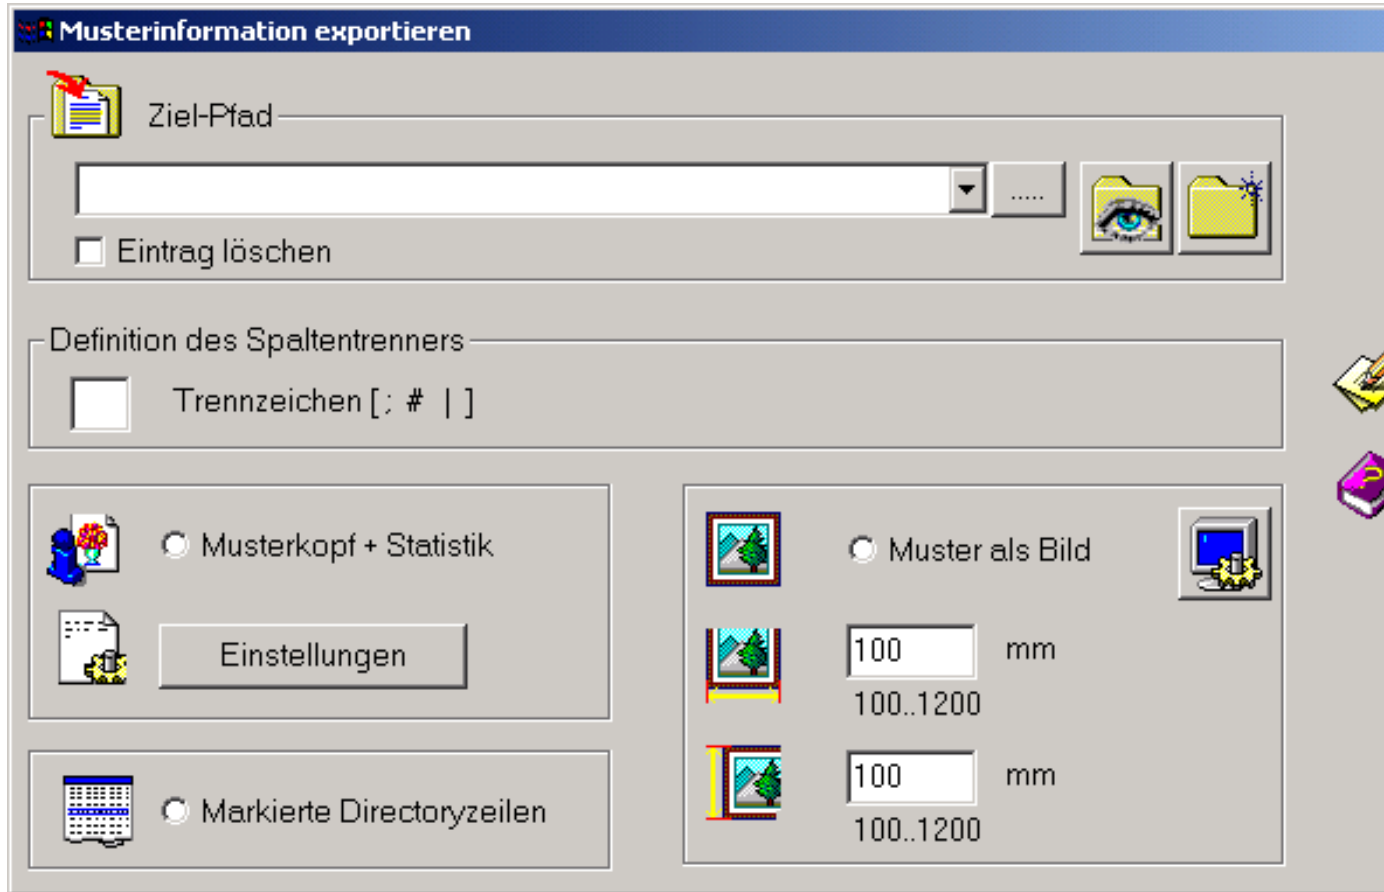 Musterinformation exportieren
Ziel-Pfad
.....
Eintrag löschen
Definition des Spaltentrenners
Trennzeichen [ ; # | ]
Musterkopf + Statistik
Einstellungen
Markierte Directoryzeilen
Muster als Bild
100 mm
100..1200
100 mm
100..1200